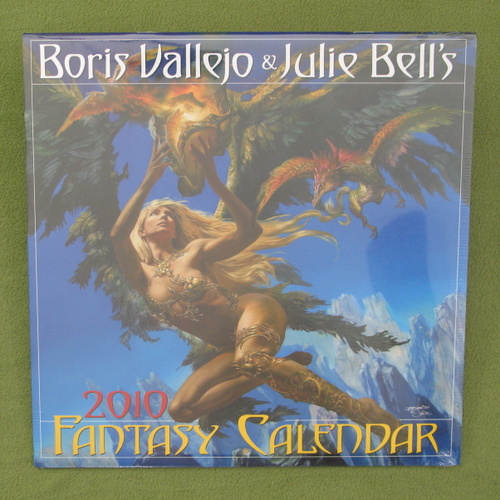 Boris Vallejo & Julie Bell's
2010
Fantasy Calendar